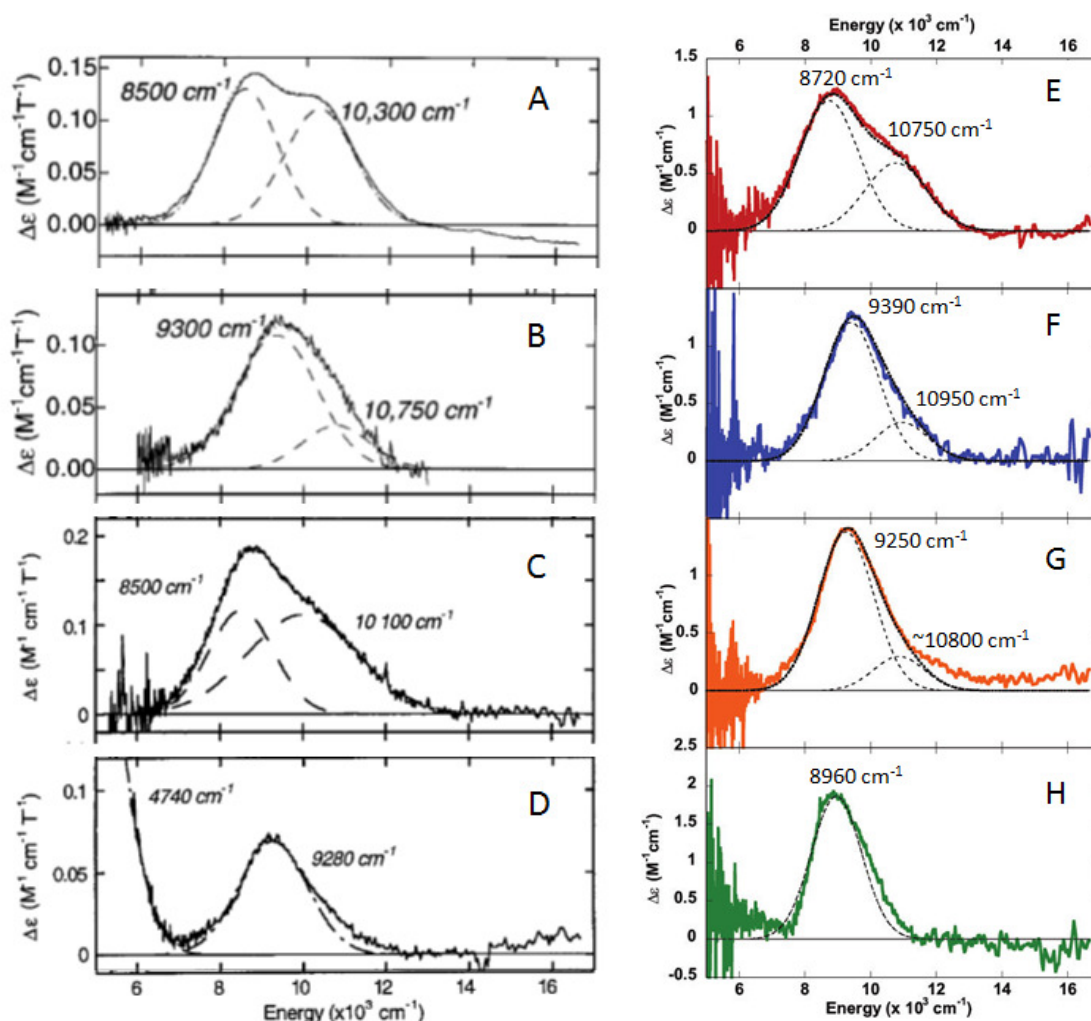 A
8500 cm⁻¹
10,300 cm⁻¹
Δε (M⁻¹cm⁻¹T⁻¹)
0.15
0.10
0.05
0.00
B
9300 cm⁻¹
10,750 cm⁻¹
Δε (M⁻¹cm⁻¹T⁻¹)
0.10
0.05
0.00
C
8500 cm⁻¹
10 100 cm⁻¹
Δε (M⁻¹ cm⁻¹ T⁻¹)
0.2
0.1
0
D
4740 cm⁻¹
9280 cm⁻¹
Δε (M⁻¹ cm⁻¹ T⁻¹)
0.1
0.05
0
6 8 10 12 14 16
Energy (x10³ cm⁻¹)
Energy (x 10³ cm⁻¹)
6 8 10 12 14 16
E
8720 cm⁻¹
10750 cm⁻¹
Δε (M⁻¹cm⁻¹)
1.5
1
0.5
0
F
9390 cm⁻¹
10950 cm⁻¹
Δε (M⁻¹cm⁻¹)
1
0.5
0
G
9250 cm⁻¹
~10800 cm⁻¹
Δε (M⁻¹cm⁻¹)
1
0.5
0
H
8960 cm⁻¹
Δε (M⁻¹cm⁻¹)
2.5
2
1.5
1
0.5
0
-0.5
6 8 10 12 14 16
Energy (x 10³ cm⁻¹)